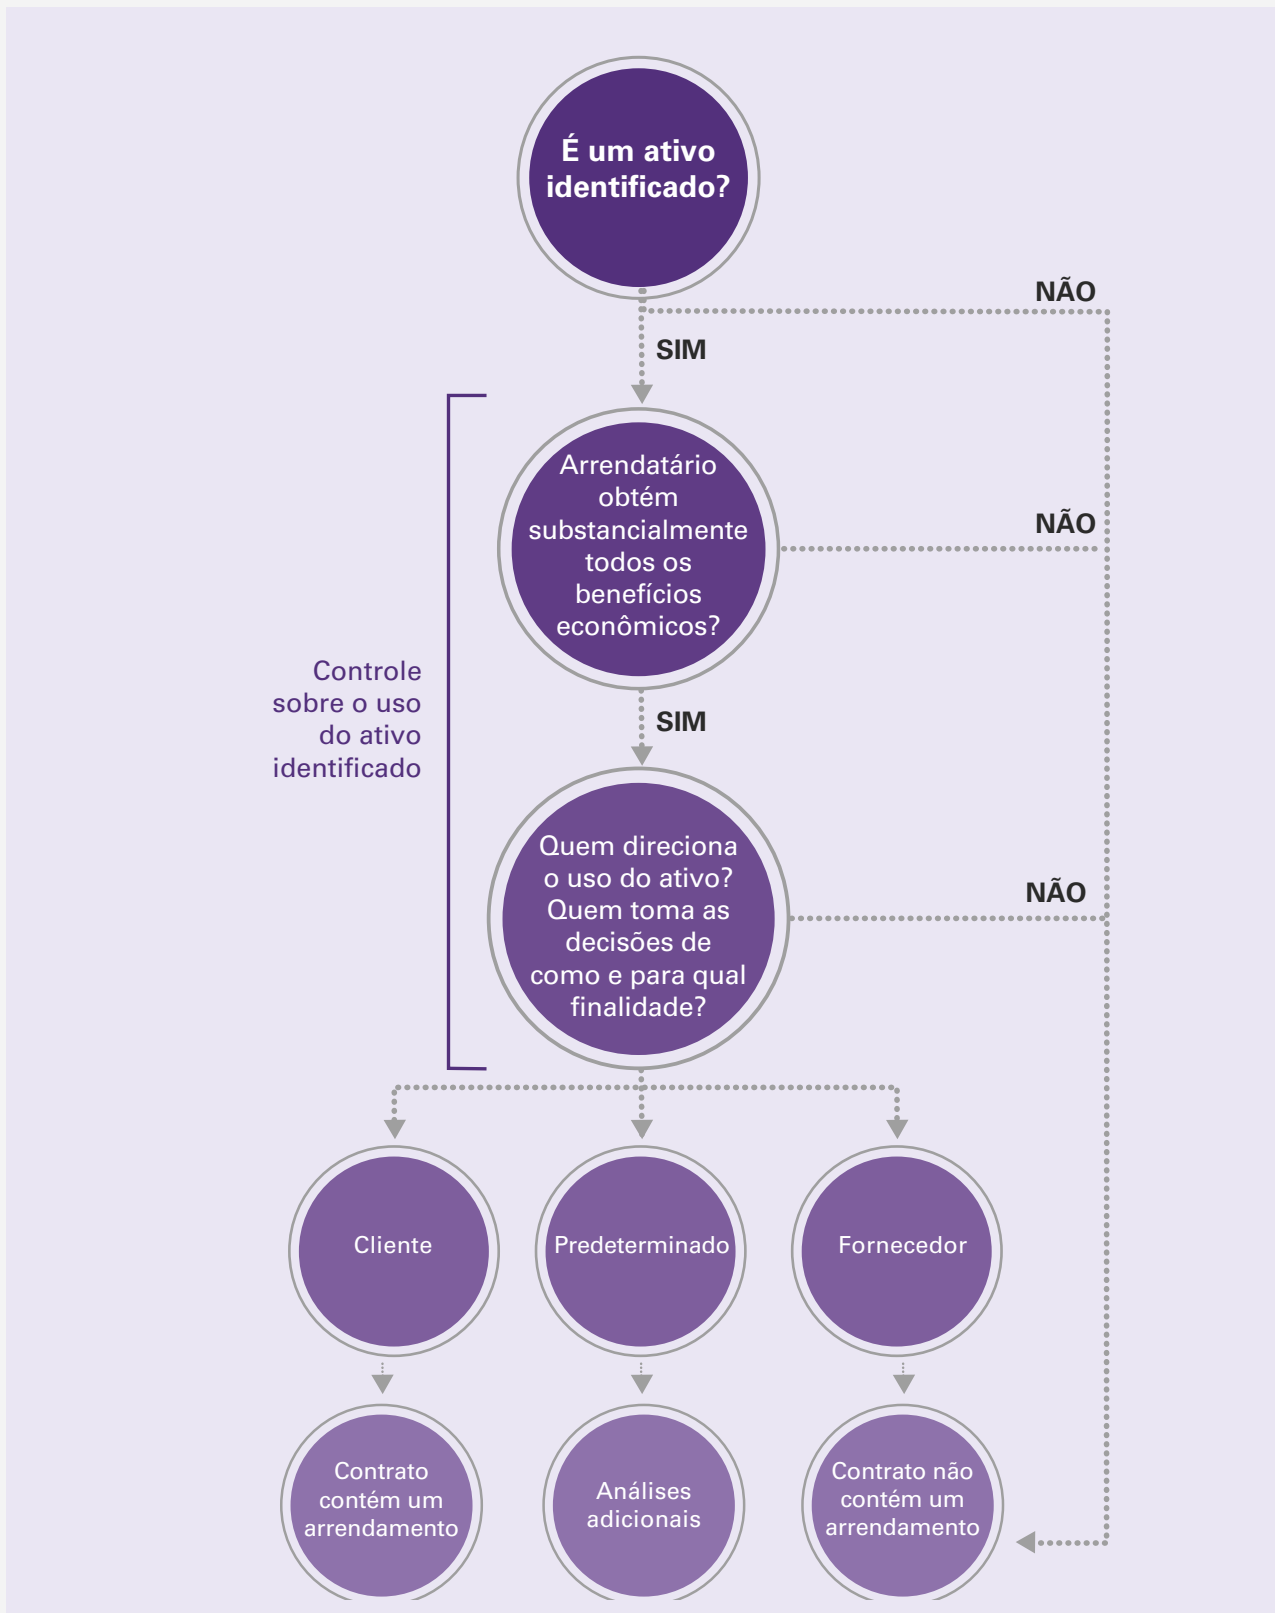 É um ativo
identificado?
NÃO
SIM
Arrendatário
obtém
substancialmente
todos os
benefícios
econômicos?
NÃO
Controle
sobre o uso
do ativo
identificado
SIM
Quem direciona
o uso do ativo?
Quem toma as
decisões de
como e para qual
finalidade?
NÃO
Cliente
Predeterminado
Fornecedor
Contrato
contém um
arrendamento
Análises
adicionais
Contrato não
contém um
arrendamento